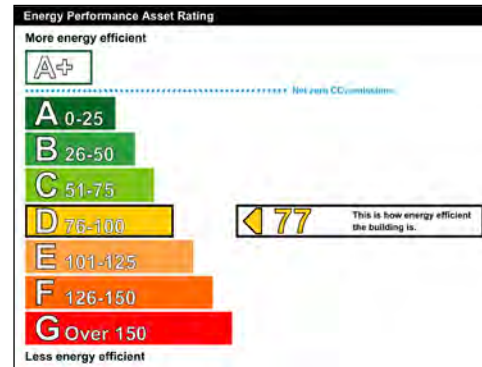 Energy Performance Asset Rating
More energy efficient
A+
Net zero CO₂ emissions
A 0-25
B 26-50
C 51-75
D 76-100
77
This is how energy efficient
the building is.
E 101-125
F 126-150
G Over 150
Less energy efficient